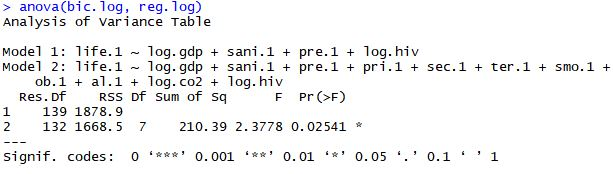 > anova(bic.log, reg.log)
Analysis of Variance Table
Model 1: life.1 ~ log.gdp + sani.1 + pre.1 + log.hiv
Model 2: life.1 ~ log.gdp + sani.1 + pre.1 + pri.1 + sec.1 + ter.1 + smo.1 +
ob.1 + al.1 + log.co2 + log.hiv
Res.Df RSS Df Sum of Sq F Pr(>F)
1 139 1878.9
2 132 1668.5 7 210.39 2.3778 0.02541 *
---
Signif. codes: 0 ‘***’ 0.001 ‘**’ 0.01 ‘*’ 0.05 ‘.’ 0.1 ‘ ’ 1